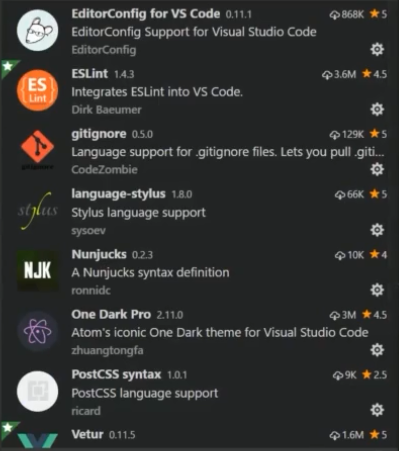 EditorConfig for VS Code 0.11.1 868K 5
EditorConfig Support for Visual Studio Code
EditorConfig
ESLint 1.4.3 3.6M 4.5
ES
Lint
Integrates ESLint into VS Code.
Dirk Baeumer
gitignore 0.5.0 129K 5
Language support for .gitignore files. Lets you pull .giti...
.gitignore
CodeZombie
language-stylus 1.8.0 66K 5
stylus
Stylus language support
sysoev
Nunjucks 0.2.3 10K 4
NJK
A Nunjucks syntax definition
ronnidc
One Dark Pro 2.11.0 3M 4.5
Atom's iconic One Dark theme for Visual Studio Code
zhuangtongfa
PostCSS syntax 1.0.1 9K 2.5
PostCSS language support
ricard
Vetur 0.11.5 1.6M 5